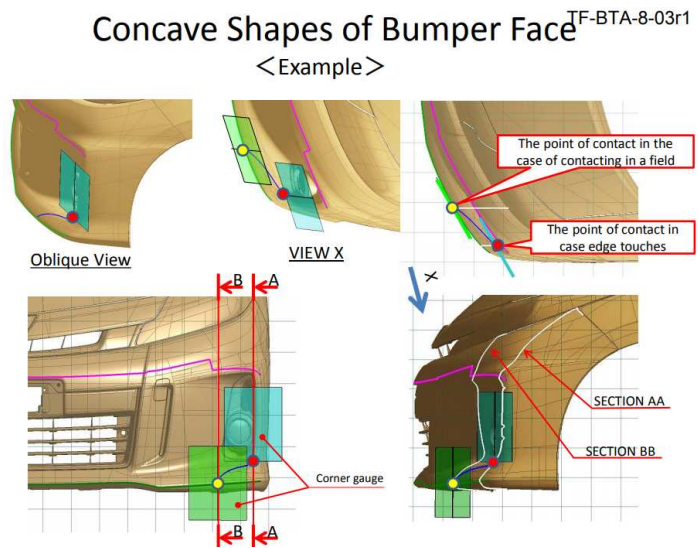 TF-BTA-8-03r1
Concave Shapes of Bumper Face
＜Example＞
The point of contact in the
case of contacting in a field
The point of contact in
case edge touches
Oblique View
VIEW X
X
B A
SECTION AA
SECTION BB
Corner gauge
B A